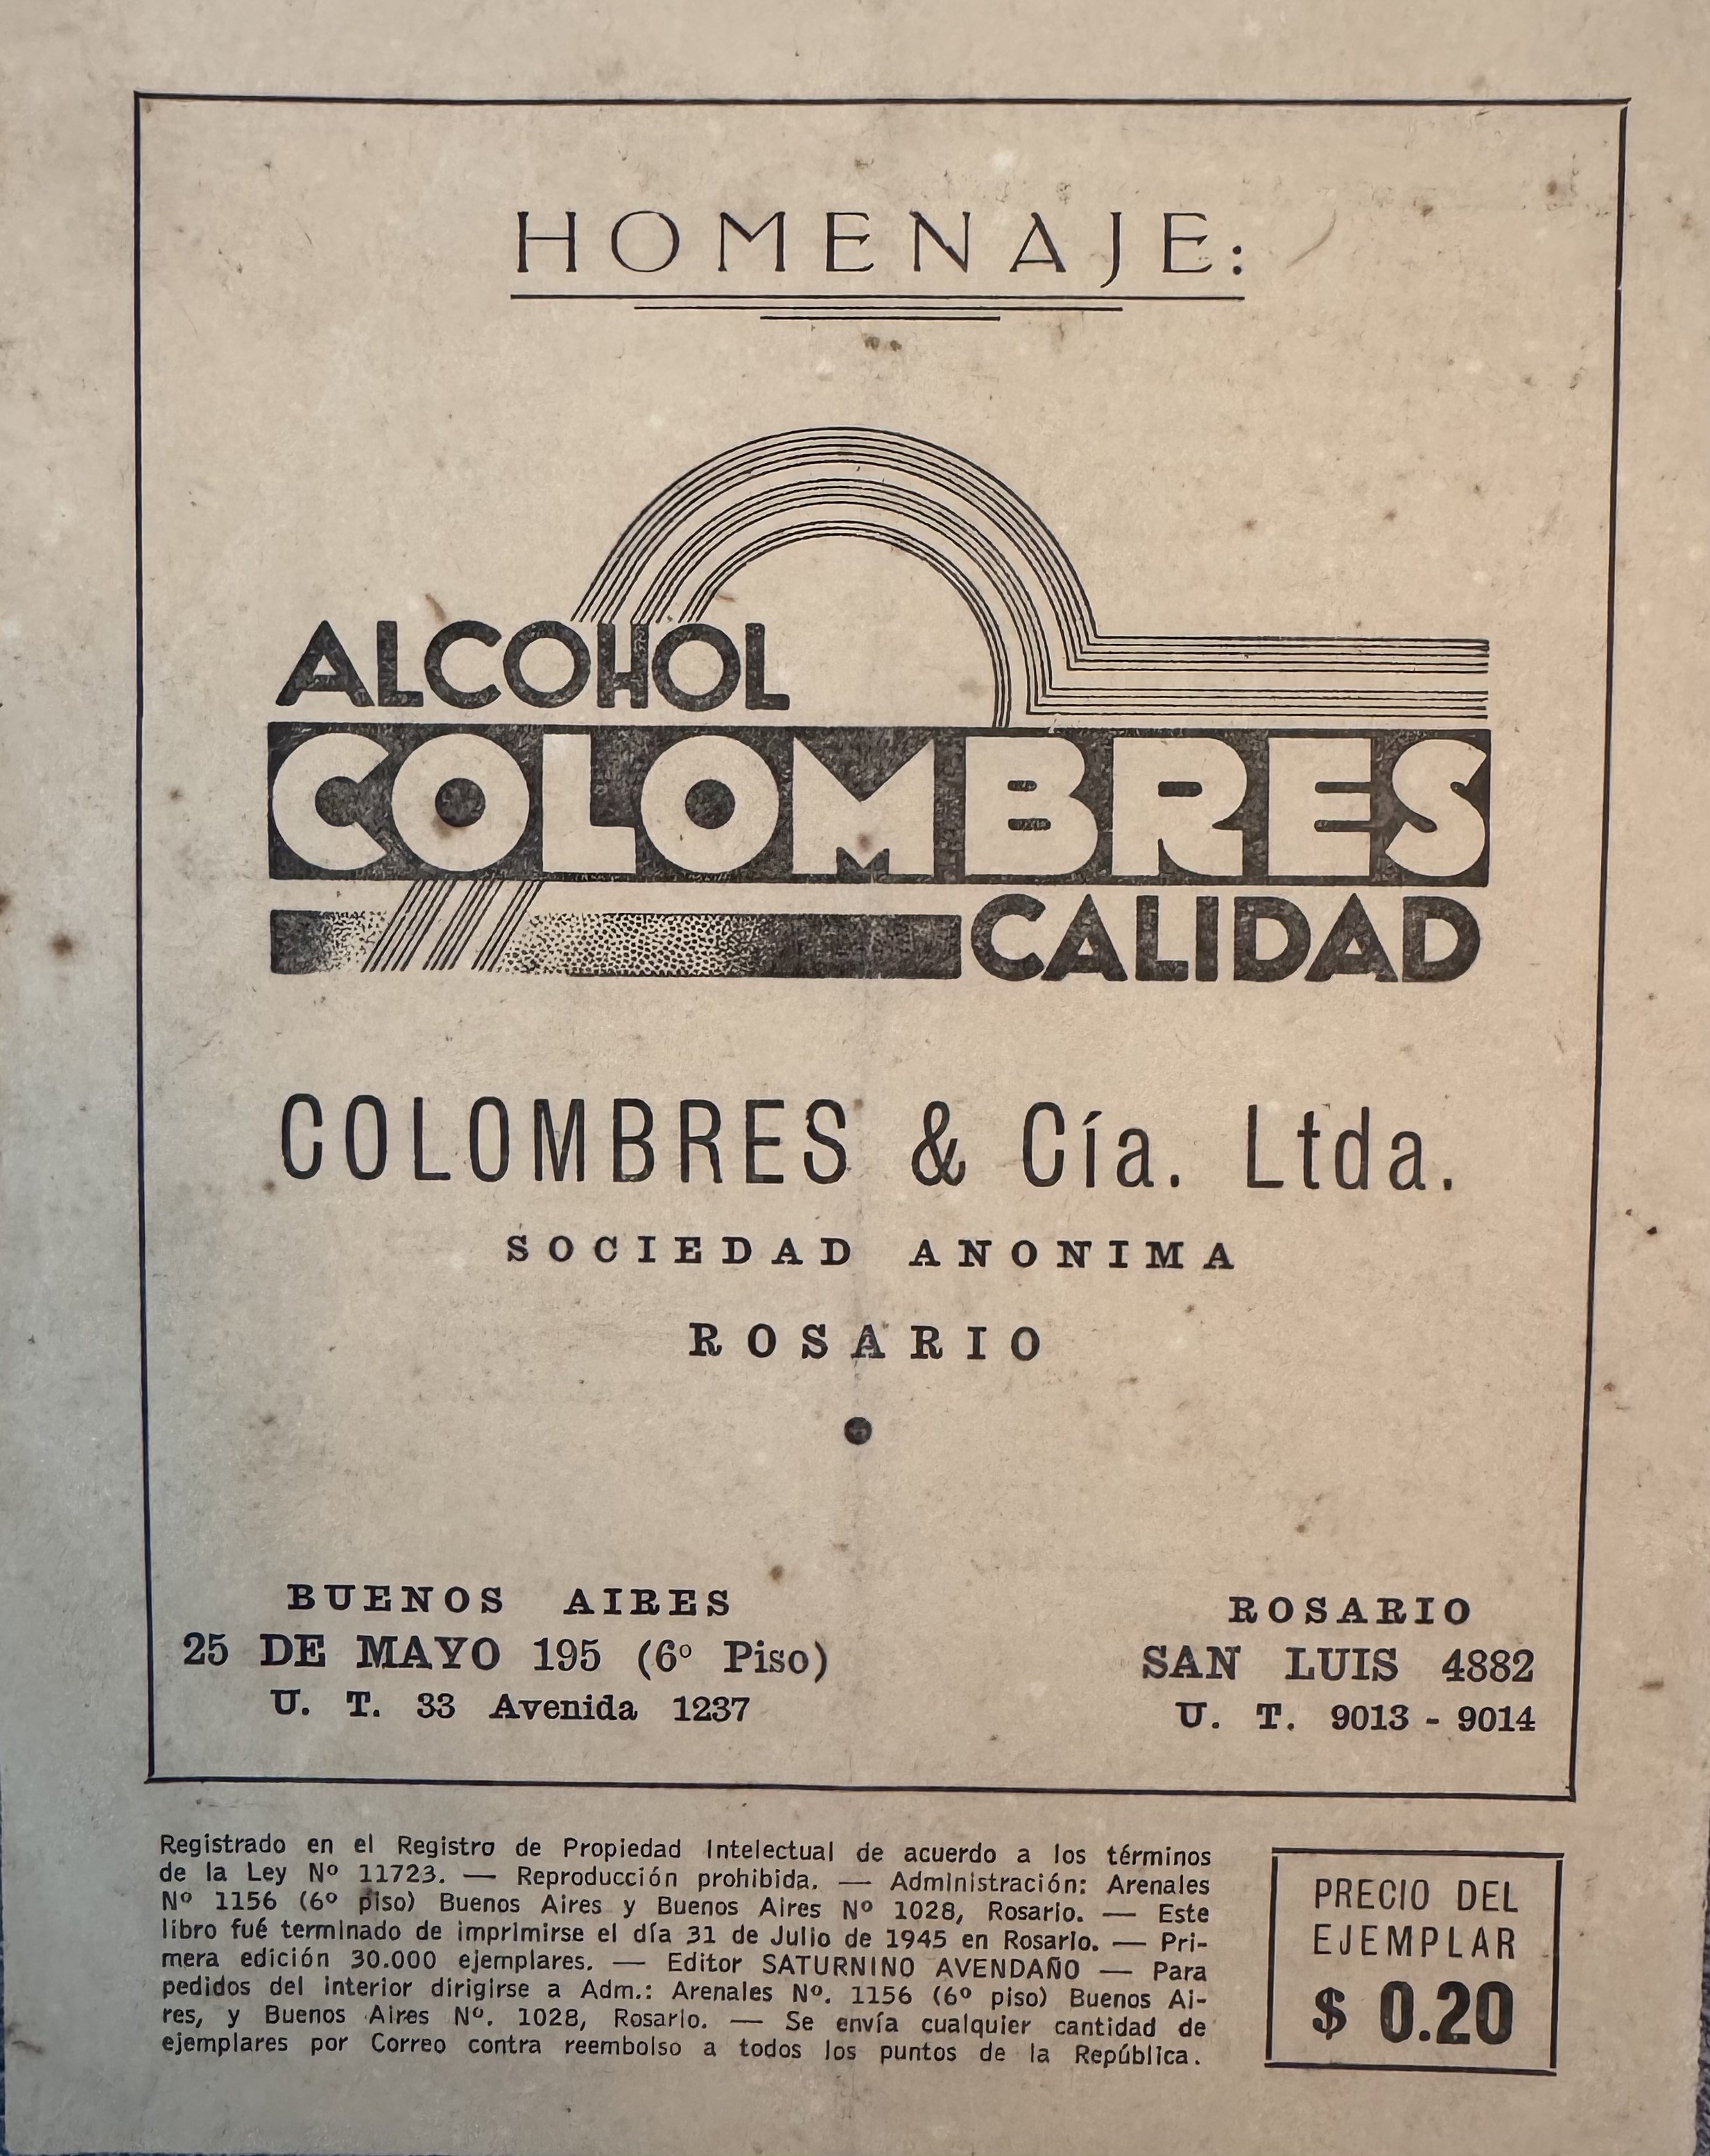 HOMENAJE:
ALCOHOL
COLOMBRES
CALIDAD
COLOMBRES & Cía. Ltda.
SOCIEDAD ANONIMA
ROSARIO
BUENOS AIRES
25 DE MAYO 195 (6º Piso)
U. T. 33 Avenida 1237
ROSARIO
SAN LUIS 4882
U. T. 9013 - 9014
Registrado en el Registro de Propiedad Intelectual de acuerdo a los términos
de la Ley Nº 11723. — Reproducción prohibida. — Administración: Arenales
Nº 1156 (6º piso) Buenos Aires y Buenos Aires Nº 1028, Rosario. — Este
libro fué terminado de imprimirse el día 31 de Julio de 1945 en Rosario. — Pri-
mera edición 30.000 ejemplares. — Editor SATURNINO AVENDAÑO — Para
pedidos del interior dirigirse a Adm.: Arenales Nº. 1156 (6º piso) Buenos Ai-
res, y Buenos Aires Nº. 1028, Rosario. — Se envía cualquier cantidad de
ejemplares por Correo contra reembolso a todos los puntos de la República.
PRECIO DEL
EJEMPLAR
$ 0.20